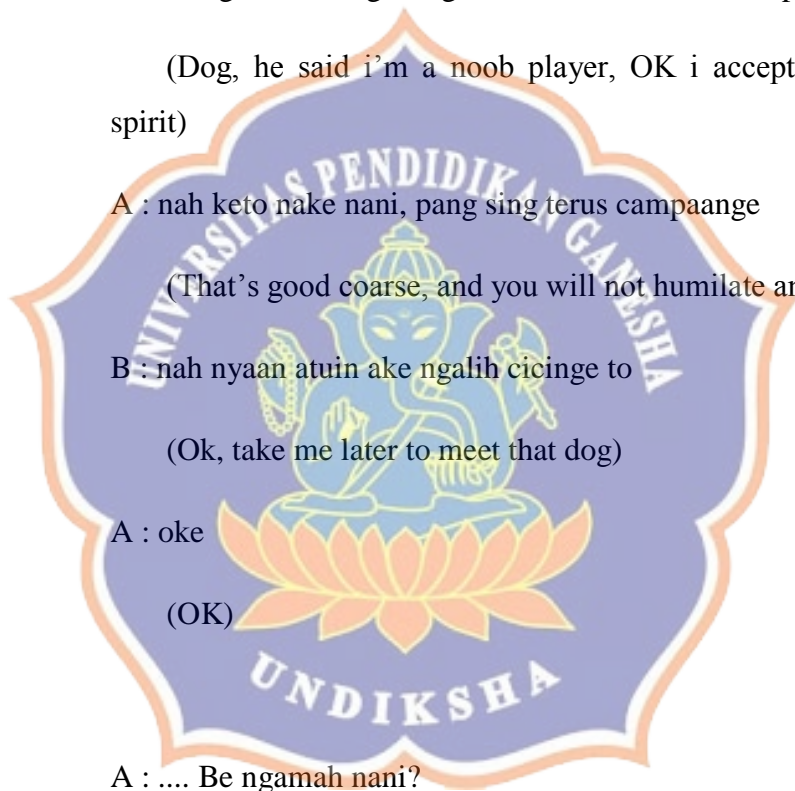 (Dog, he said i'm a noob player, OK i accept
spirit)
A : nah keto nake nani, pang sing terus campaange
(That's good coarse, and you will not humilate
B : nah nyaan atuin ake ngalih cicinge to
(Ok, take me later to meet that dog)
A : oke
(OK)
A : .... Be ngamah nani?
UNIVERSITAS PENDIDIKAN GANESHA
UNDIKSHA